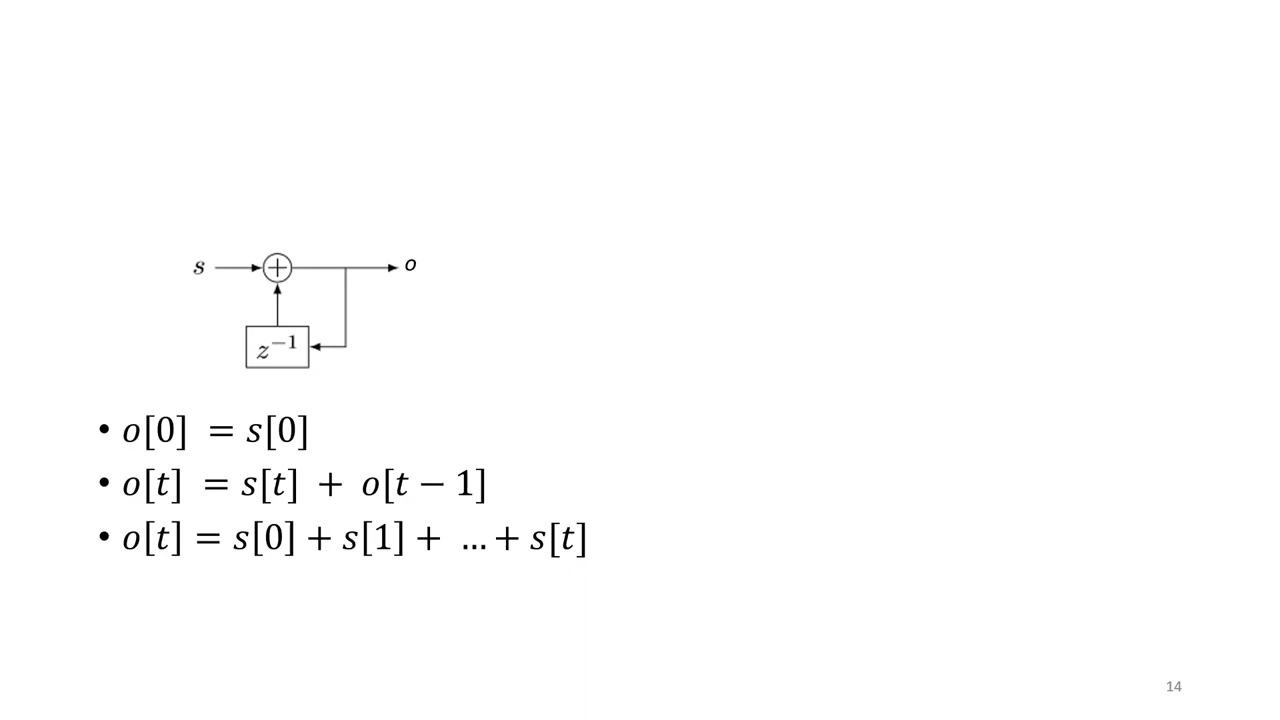 s
o
z⁻¹
• o[0] = s[0]
• o[t] = s[t] + o[t − 1]
• o[t] = s[0] + s[1] + … + s[t]
14